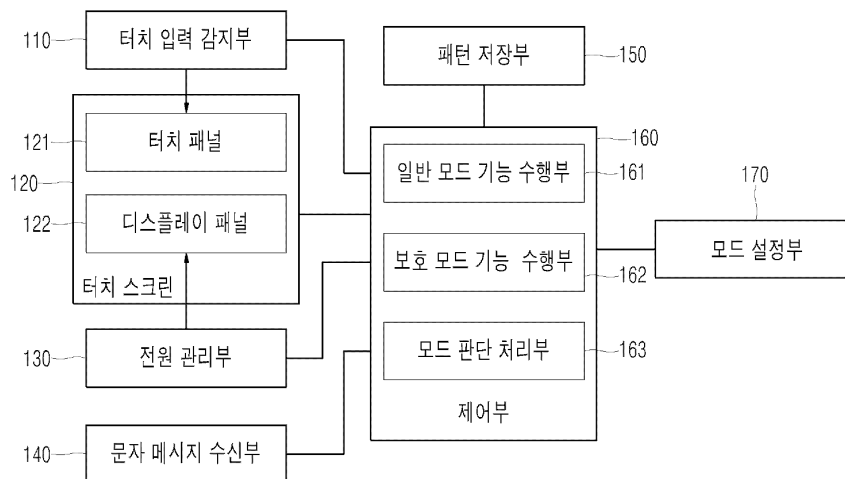 110
터치 입력 감지부
패턴 저장부
150
120
121
터치 패널
122
디스플레이 패널
터치 스크린
160
일반 모드 기능 수행부
161
보호 모드 기능 수행부
162
모드 판단 처리부
163
제어부
170
모드 설정부
130
전원 관리부
140
문자 메시지 수신부